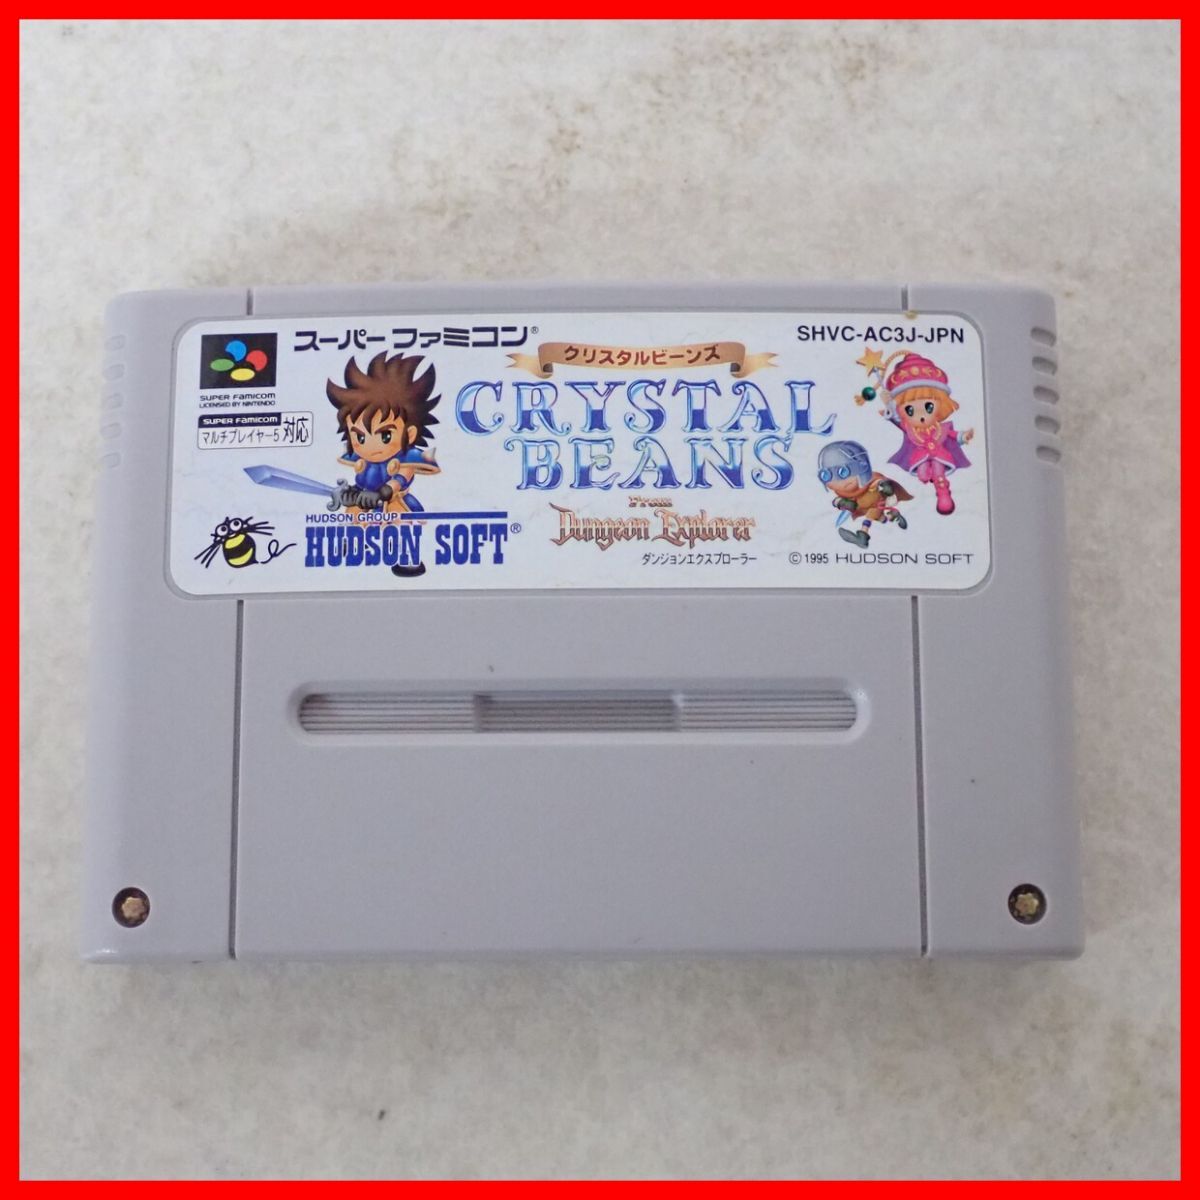 スーパーファミコン®
SHVC-AC3J-JPN
クリスタルビーンズ
CRYSTAL
BEANS
From
Dungeon Explorer
ダンジョンエクスプローラー
SUPER FAMICOM
LICENSED BY NINTENDO
SUPER FAMICOM
マルチプレイヤー5 対応
HUDSON GROUP
HUDSON SOFT®
©1995 HUDSON SOFT